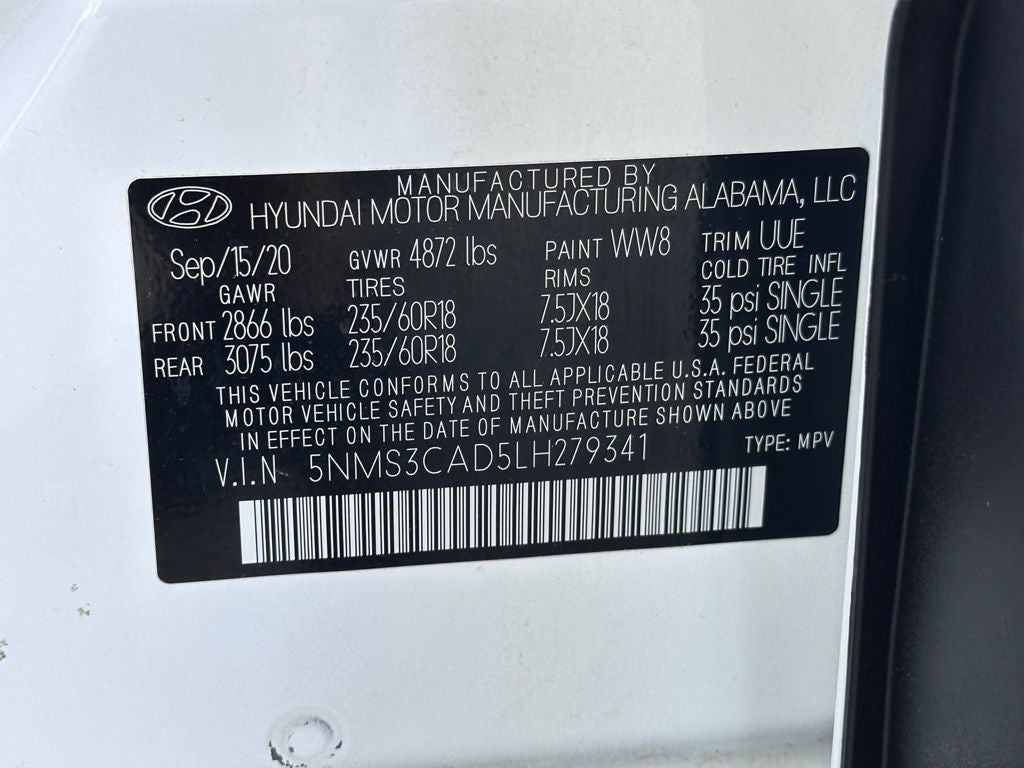 MANUFACTURED BY
HYUNDAI MOTOR MANUFACTURING ALABAMA, LLC
Sep/15/20 GVWR 4872 lbs PAINT WW8 TRIM UUE
GAWR TIRES RIMS COLD TIRE INFL
FRONT 2866 lbs 235/60R18 7.5JX18 35 psi SINGLE
REAR 3075 lbs 235/60R18 7.5JX18 35 psi SINGLE
THIS VEHICLE CONFORMS TO ALL APPLICABLE U.S.A. FEDERAL
MOTOR VEHICLE SAFETY AND THEFT PREVENTION STANDARDS
IN EFFECT ON THE DATE OF MANUFACTURE SHOWN ABOVE
V.I.N 5NMS3CAD5LH279341 TYPE: MPV